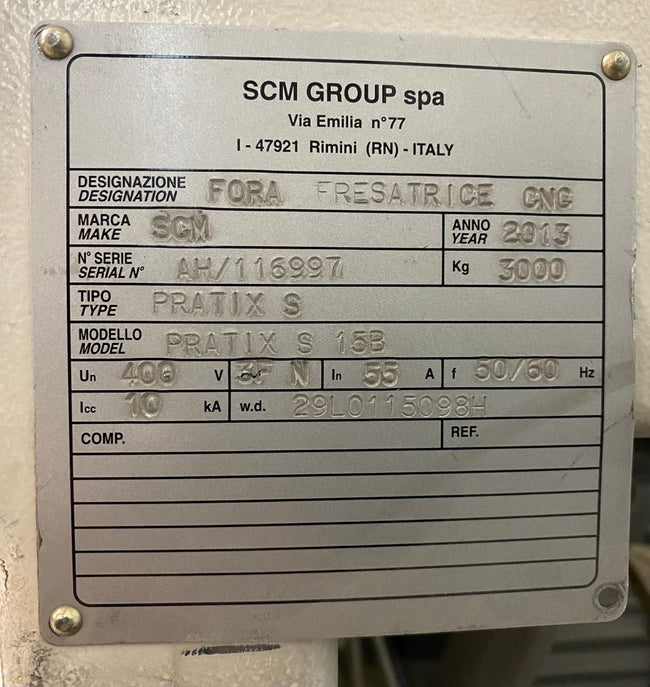 SCM GROUP spa
Via Emilia n°77
I - 47921 Rimini (RN) - ITALY
DESIGNAZIONE FORA FRESATRICE CNC
DESIGNATION
MARCA SCM ANNO 2013
MAKE YEAR
N° SERIE AH/116997 Kg 3000
SERIAL N°
TIPO PRATIX S
TYPE
MODELLO PRATIX S 15B
MODEL
Un 400 V 3F N In 55 A f 50/60 Hz
Icc 10 kA w.d. 29L0115098H
COMP. REF.